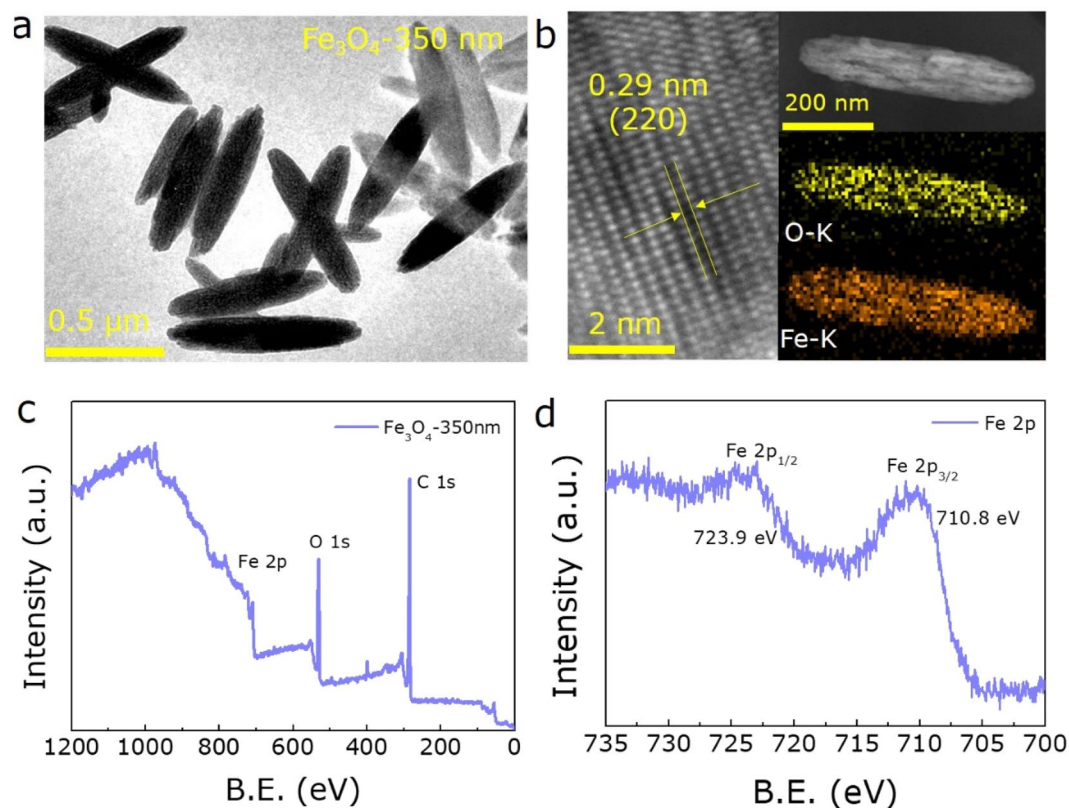 a
Fe₃O₄-350 nm
0.5 μm
b
0.29 nm
(220)
2 nm
200 nm
O-K
Fe-K
c
Intensity (a.u.)
Fe₃O₄-350nm
C 1s
O 1s
Fe 2p
1200 1000 800 600 400 200 0
B.E. (eV)
d
Intensity (a.u.)
Fe 2p
Fe 2p₁/₂
Fe 2p₃/₂
710.8 eV
723.9 eV
735 730 725 720 715 710 705 700
B.E. (eV)